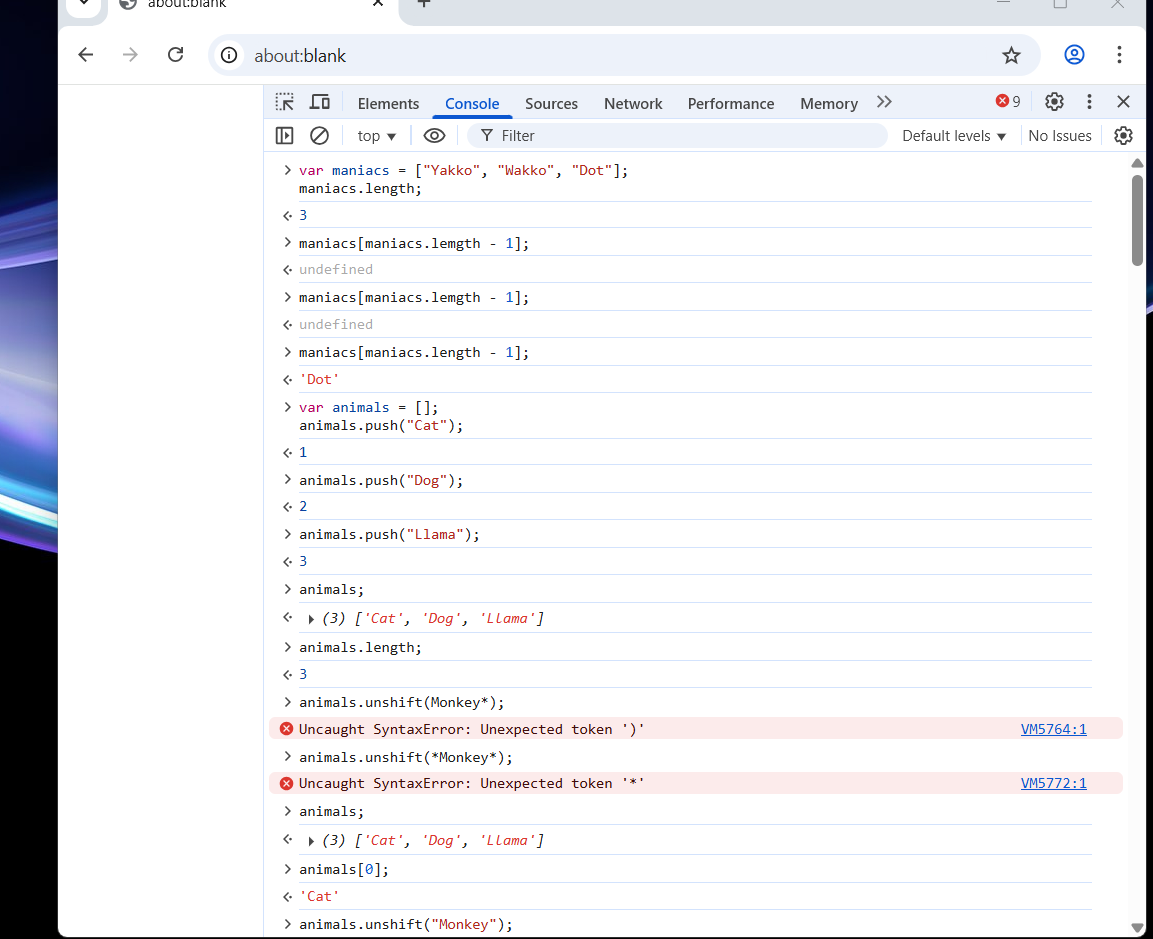 about:blank
about:blank
Elements Console Sources Network Performance Memory 9
top Filter Default levels No Issues
var maniacs = ["Yakko", "Wakko", "Dot"];
maniacs.length;
3
maniacs[maniacs.lemgth - 1];
undefined
maniacs[maniacs.lemgth - 1];
undefined
maniacs[maniacs.length - 1];
'Dot'
var animals = [];
animals.push("Cat");
1
animals.push("Dog");
2
animals.push("Llama");
3
animals;
(3) ['Cat', 'Dog', 'Llama']
animals.length;
3
animals.unshift(Monkey*);
Uncaught SyntaxError: Unexpected token ')' VM5764:1
animals.unshift(*Monkey*);
Uncaught SyntaxError: Unexpected token '*' VM5772:1
animals;
(3) ['Cat', 'Dog', 'Llama']
animals[0];
'Cat'
animals.unshift("Monkey");